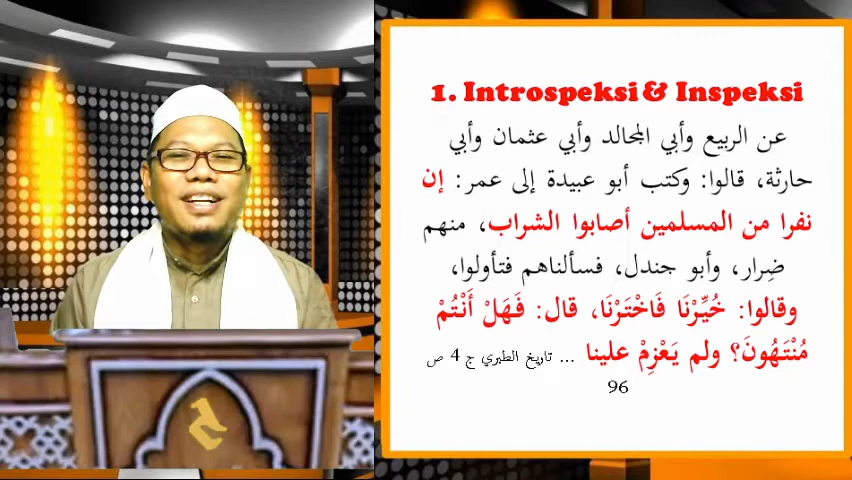 1. Introspeksi & Inspeksi
عن الربيع وأبي المجالد وأبي عثمان وأبي
حارثة، قالوا: وكتب أبو عبيدة إلى عمر: إن
نفرا من المسلمين أصابوا الشراب، منهم
ضِرار، وأبو جندل، فسألناهم فتأولوا،
وقالوا: خُيِّرْنَا فَاخْتَرْنَا، قال: فَهَلْ أَنْتُمْ
مُنْتَهُونَ؟ ولم يَعْزِمْ علينا ... تاريخ الطبري ج 4 ص
96